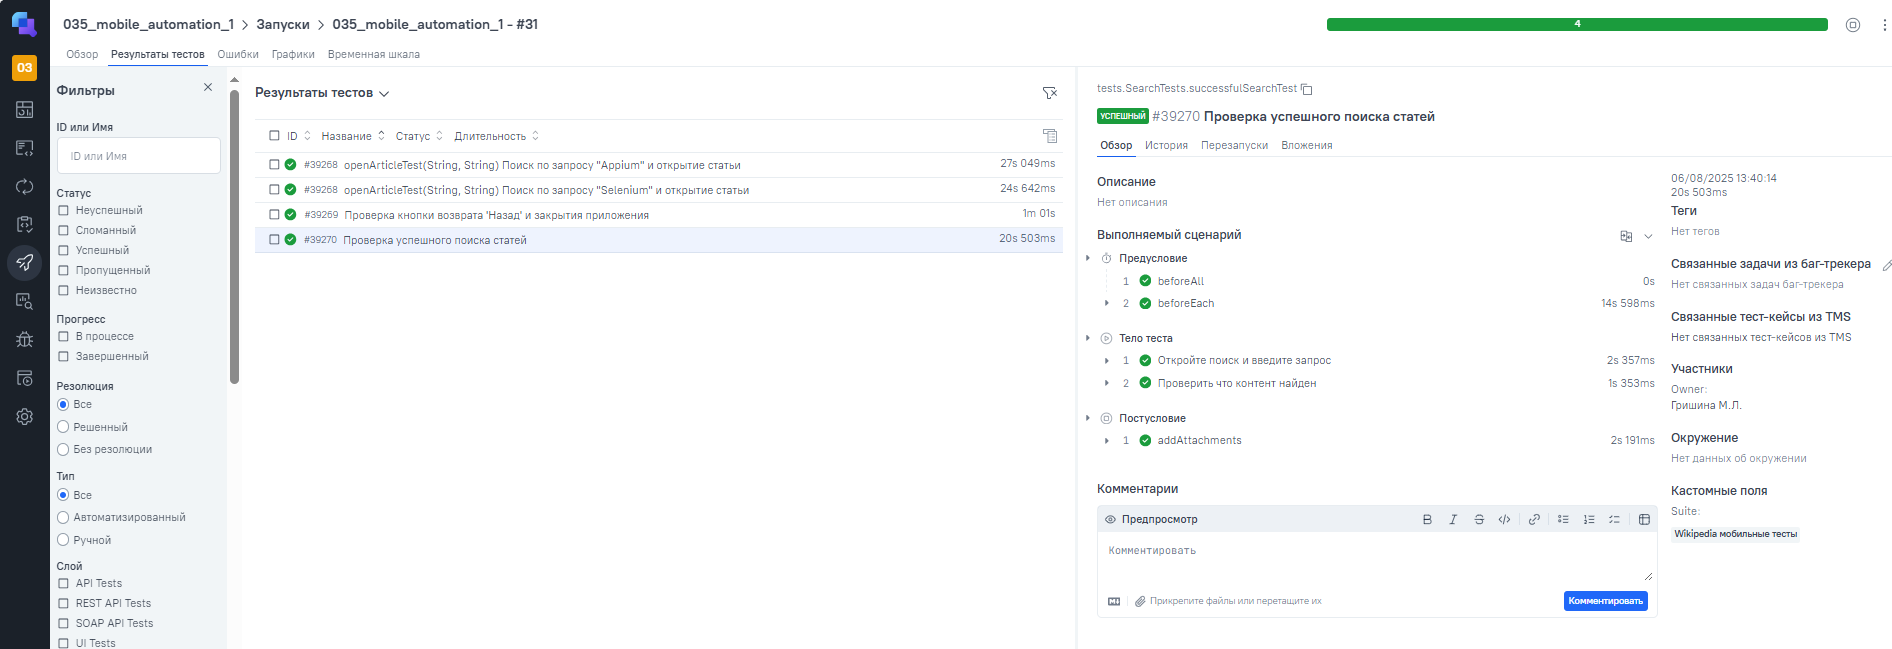 035_mobile_automation_1 > Запуски > 035_mobile_automation_1 - #31
4
Обзор Результаты тестов Ошибки Графики Временная шкала
03
Фильтры
ID или Имя
ID или Имя
Статус
Неуспешный
Сломанный
Успешный
Пропущенный
Неизвестно
Прогресс
В процессе
Завершенный
Резолюция
Все
Решенный
Без резолюции
Тип
Все
Автоматизированный
Ручной
Слой
API Tests
REST API Tests
SOAP API Tests
UI Tests
Результаты тестов
ID Название Статус Длительность
#39268 openArticleTest(String, String) Поиск по запросу "Appium" и открытие статьи 27s 049ms
#39268 openArticleTest(String, String) Поиск по запросу "Selenium" и открытие статьи 24s 642ms
#39269 Проверка кнопки возврата 'Назад' и закрытия приложения 1m 01s
#39270 Проверка успешного поиска статей 20s 503ms
tests.SearchTests.successfulSearchTest
УСПЕШНЫЙ #39270 Проверка успешного поиска статей
Обзор История Перезапуски Вложения
Описание
Нет описания
Выполняемый сценарий
Предусловие
1 beforeAll 0s
2 beforeEach 14s 598ms
Тело теста
1 Откройте поиск и введите запрос 2s 357ms
2 Проверить что контент найден 1s 353ms
Постусловие
1 addAttachments 2s 191ms
Комментарии
Предпросмотр
Комментировать
Прикрепите файлы или перетащите их
Комментировать
06/08/2025 13:40:14
20s 503ms
Теги
Нет тегов
Связанные задачи из баг-трекера
Нет связанных задач баг-трекера
Связанные тест-кейсы из TMS
Нет связанных тест-кейсов из TMS
Участники
Owner:
Гришина М.Л.
Окружение
Нет данных об окружении
Кастомные поля
Suite:
Wikipedia мобильные тесты